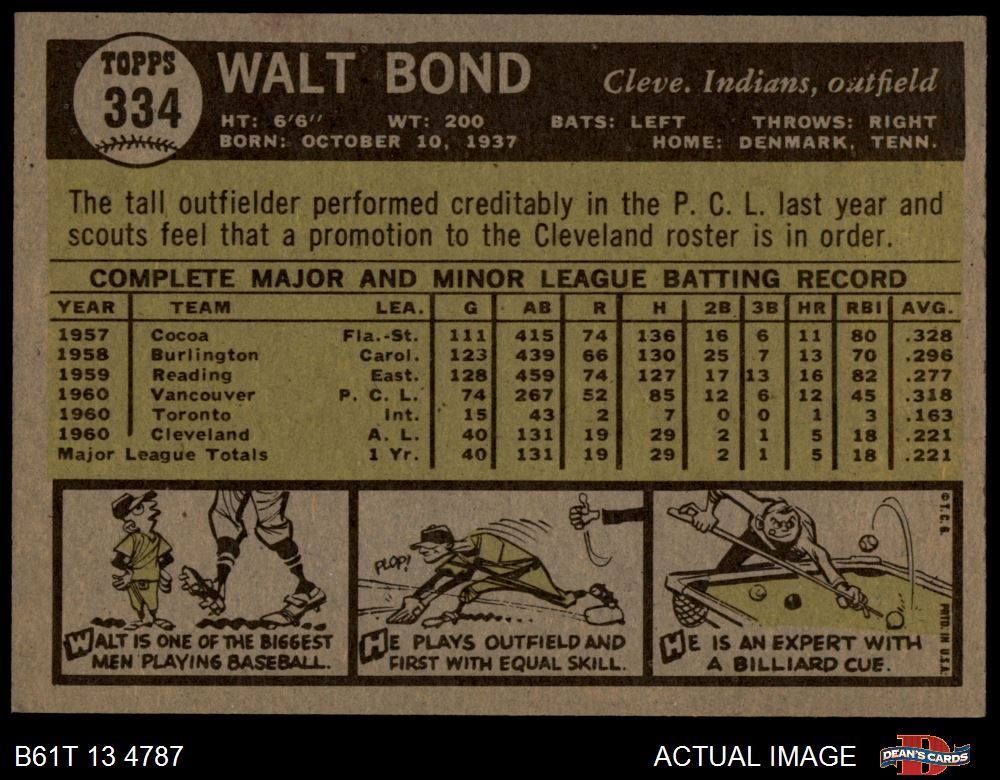 TOPPS
334
WALT BOND
Cleve. Indians, outfield
HT: 6'6'' WT: 200 BATS: LEFT THROWS: RIGHT
BORN: OCTOBER 10, 1937 HOME: DENMARK, TENN.
The tall outfielder performed creditably in the P. C. L. last year and
scouts feel that a promotion to the Cleveland roster is in order.
COMPLETE MAJOR AND MINOR LEAGUE BATTING RECORD
YEAR TEAM LEA. G AB R H 2B 3B HR RBI AVG.
1957 Cocoa Fla.-St. 111 415 74 136 16 6 11 80 .328
1958 Burlington Carol. 123 439 66 130 25 7 13 70 .296
1959 Reading East. 128 459 74 127 17 13 16 82 .277
1960 Vancouver P. C. L. 74 267 52 85 12 6 12 45 .318
1960 Toronto Int. 15 43 2 7 0 0 1 3 .163
1960 Cleveland A. L. 40 131 19 29 2 1 5 18 .221
Major League Totals 1 Yr. 40 131 19 29 2 1 5 18 .221
WALT IS ONE OF THE BIGGEST
MEN PLAYING BASEBALL.
PLOP!
HE PLAYS OUTFIELD AND
FIRST WITH EQUAL SKILL.
HE IS AN EXPERT WITH
A BILLIARD CUE.
© T.C.G. PRTD. IN U.S.A.
B61T 13 4787
ACTUAL IMAGE
DEAN'S CARDS